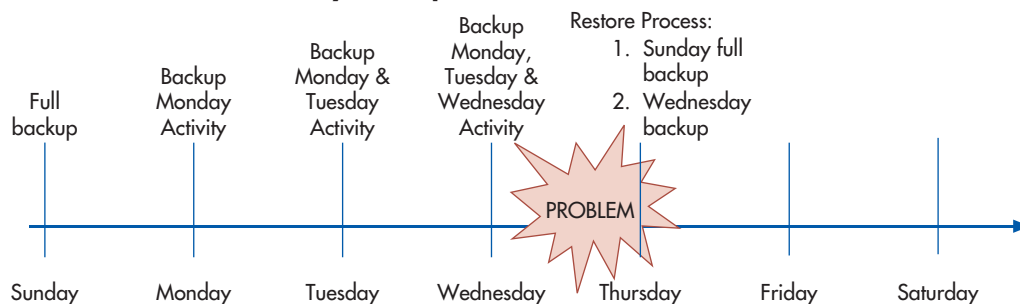 Full
backup
Backup
Monday
Activity
Backup
Monday &
Tuesday
Activity
Backup
Monday,
Tuesday &
Wednesday
Activity
Restore Process:
1. Sunday full
backup
2. Wednesday
backup
PROBLEM
Sunday
Monday
Tuesday
Wednesday
Thursday
Friday
Saturday